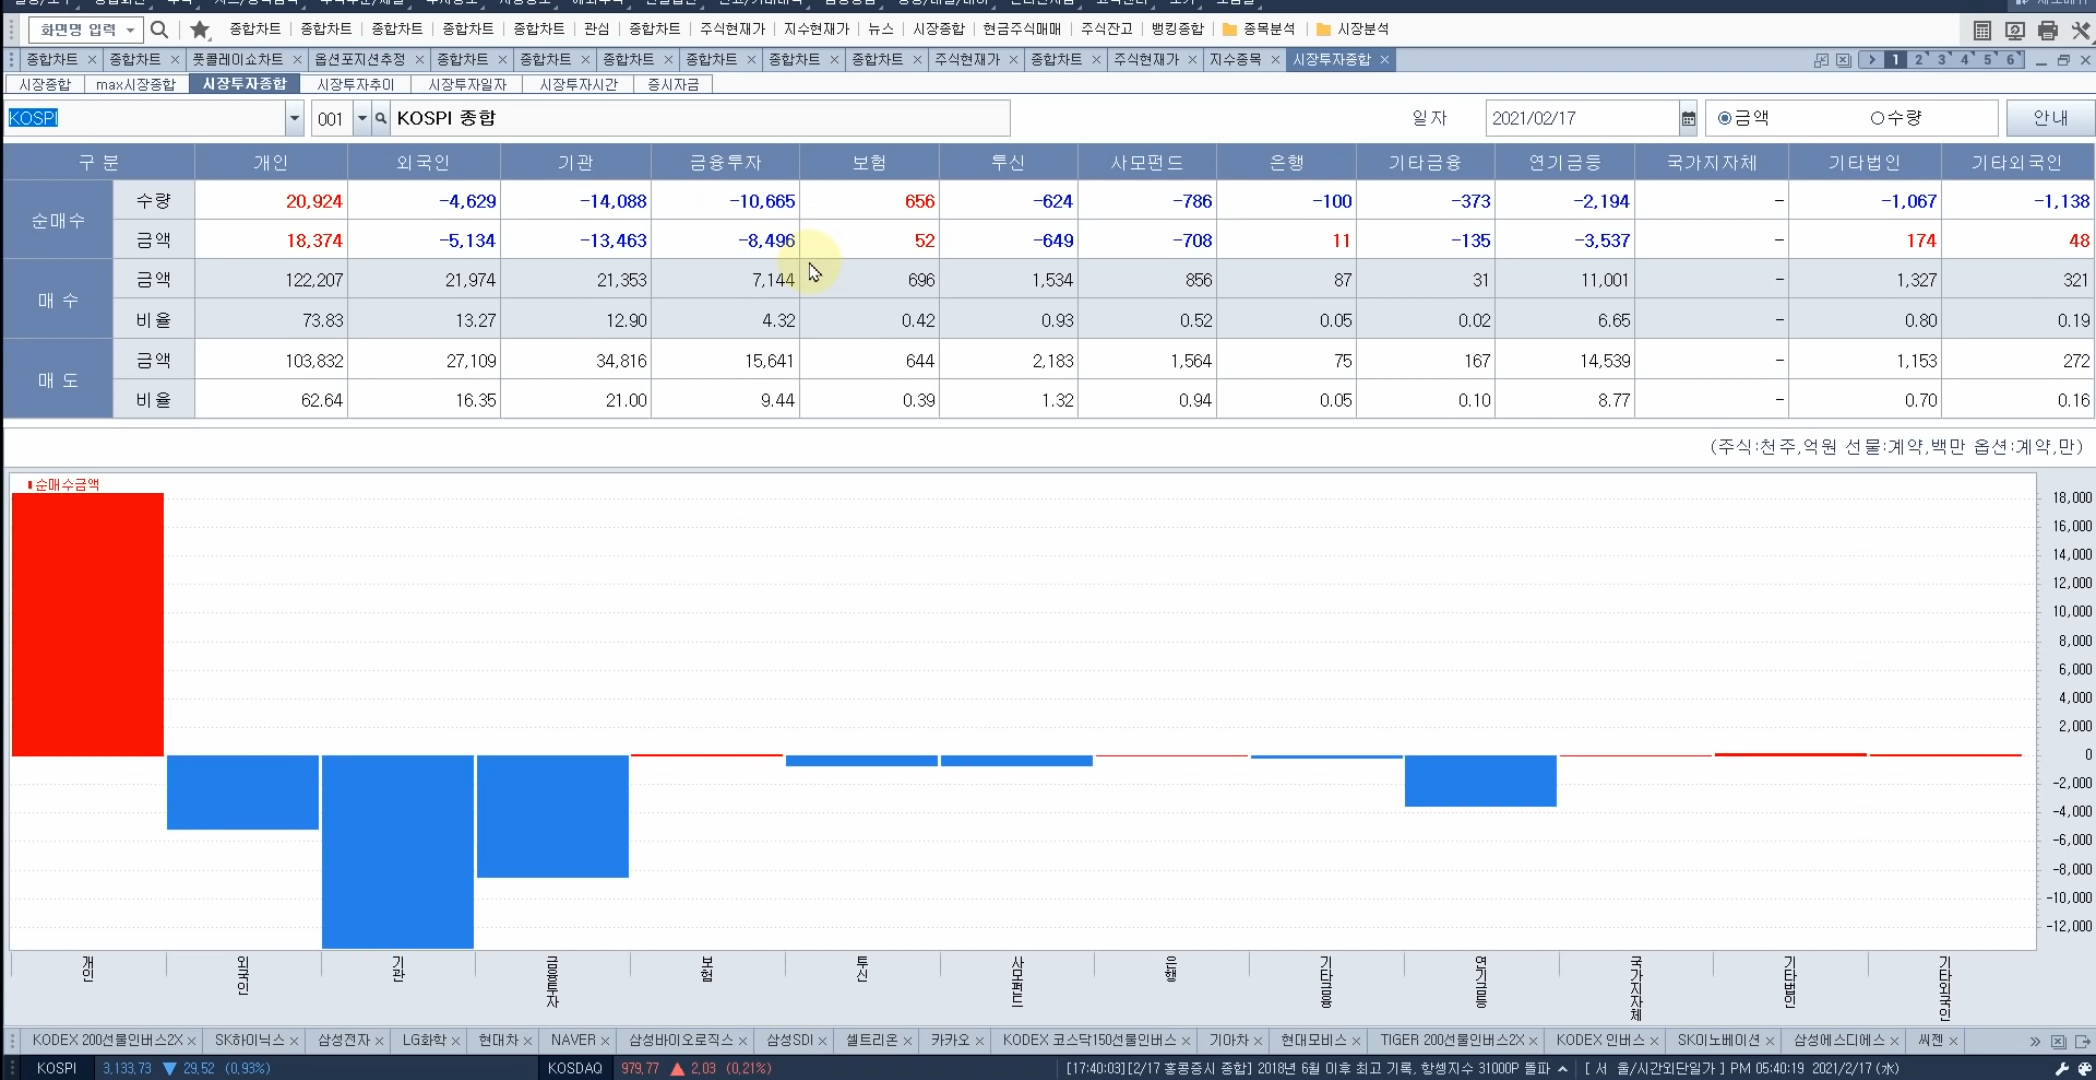 화면명 입력 종합차트 종합차트 종합차트 종합차트 종합차트 관심 종합차트 주식현재가 지수현재가 뉴스 시장종합 현금주식매매 주식잔고 뱅킹종합 종목분석 시장분석
종합차트 × 종합차트 × 풋콜레이쇼차트 × 옵션포지션추정 × 종합차트 × 종합차트 × 종합차트 × 종합차트 × 종합차트 × 종합차트 × 주식현재가 × 종합차트 × 주식현재가 × 지수종목 × 시장투자종합 × 1 2 3 4 5 6
시장종합 max시장종합 시장투자종합 시장투자추이 시장투자일자 시장투자시간 증시자금
KOSPI 001 KOSPI 종합 일자 2021/02/17 금액 수량 안내
구 분 개인 외국인 기관 금융투자 보험 투신 사모펀드 은행 기타금융 연기금등 국가지자체 기타법인 기타외국인
순매수 수량 20,924 -4,629 -14,088 -10,665 656 -624 -786 -100 -373 -2,194 - -1,067 -1,138
금액 18,374 -5,134 -13,463 -8,496 52 -649 -708 11 -135 -3,537 - 174 48
매 수 금액 122,207 21,974 21,353 7,144 696 1,534 856 87 31 11,001 - 1,327 321
비율 73.83 13.27 12.90 4.32 0.42 0.93 0.52 0.05 0.02 6.65 - 0.80 0.19
매 도 금액 103,832 27,109 34,816 15,641 644 2,183 1,564 75 167 14,539 - 1,153 272
비율 62.64 16.35 21.00 9.44 0.39 1.32 0.94 0.05 0.10 8.77 - 0.70 0.16
(주식:천주,억원 선물:계약,백만 옵션:계약,만)
순매수금액
18,000
16,000
14,000
12,000
10,000
8,000
6,000
4,000
2,000
0
-2,000
-4,000
-6,000
-8,000
-10,000
-12,000
개인 외국인 기관 금융투자 보험 투신 사모펀드 은행 기타금융 연기금등 국가지자체 기타법인 기타외국인
KODEX 200선물인버스2X × SK하이닉스 × 삼성전자 × LG화학 × 현대차 × NAVER × 삼성바이오로직스 × 삼성SDI × 셀트리온 × 카카오 × KODEX 코스닥150선물인버스 × 기아차 × 현대모비스 × TIGER 200선물인버스2X × KODEX 인버스 × SK이노베이션 × 삼성에스디에스 × 씨젠 ×
KOSPI 3,133,73 ▼ 29,52 (0,93%) KOSDAQ 979,77 ▲ 2,03 (0,21%) [17:40:03][2/17 홍콩증시 종합] 2018년 6월 이후 최고 기록, 항셍지수 31000P 돌파 [ 서 울/시간외단일가 ] PM 05:40:19 2021/2/17 (水)